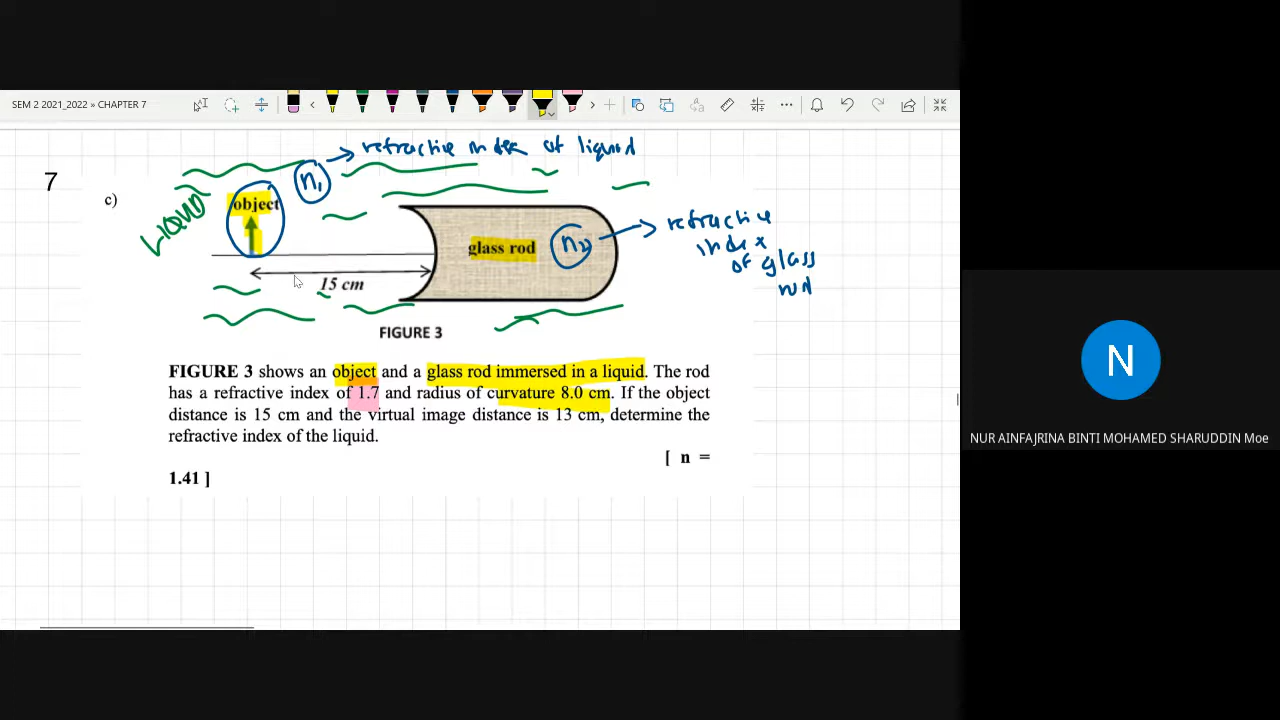 SEM 2 2021_2022 » CHAPTER 7
refractive index of liquid
n₁
7
c)
LIQUID
object
refractive
index
of glass
rod
glass rod
n₂
15 cm
FIGURE 3
FIGURE 3 shows an object and a glass rod immersed in a liquid. The rod
has a refractive index of 1.7 and radius of curvature 8.0 cm. If the object
distance is 15 cm and the virtual image distance is 13 cm, determine the
refractive index of the liquid.
[ n =
1.41 ]
N
NUR AINFAJRINA BINTI MOHAMED SHARUDDIN Moe